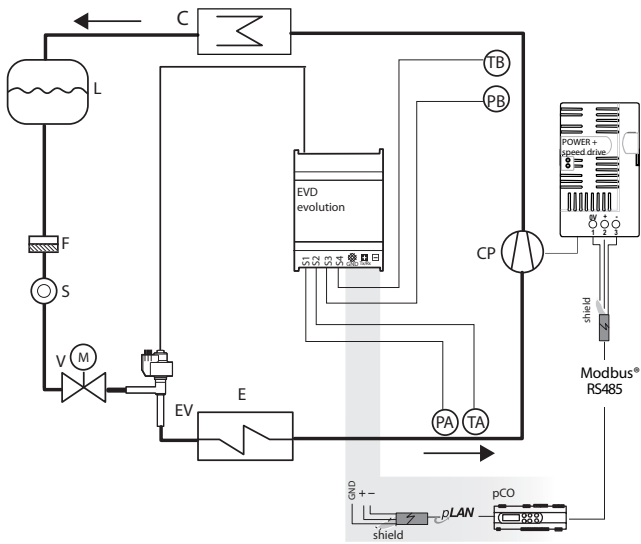 C
TB
L
PB
POWER +
speed drive
EVD
evolution
0V + -
1 2 3
F
S1 S2 S3 S4 GND
CP
S
shield
V M
Modbus®
RS485
EV
E
PA TA
GND + -
pLAN
pCO
shield